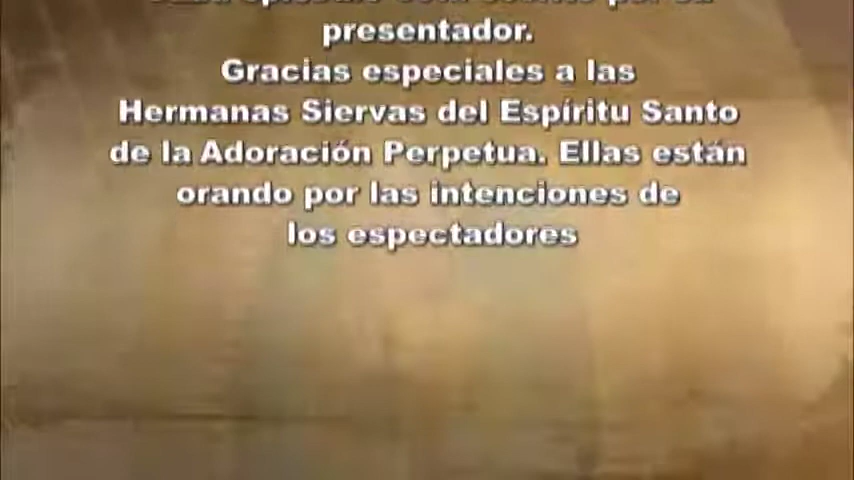 presentador.
Gracias especiales a las
Hermanas Siervas del Espíritu Santo
de la Adoración Perpetua. Ellas están
orando por las intenciones de
los espectadores